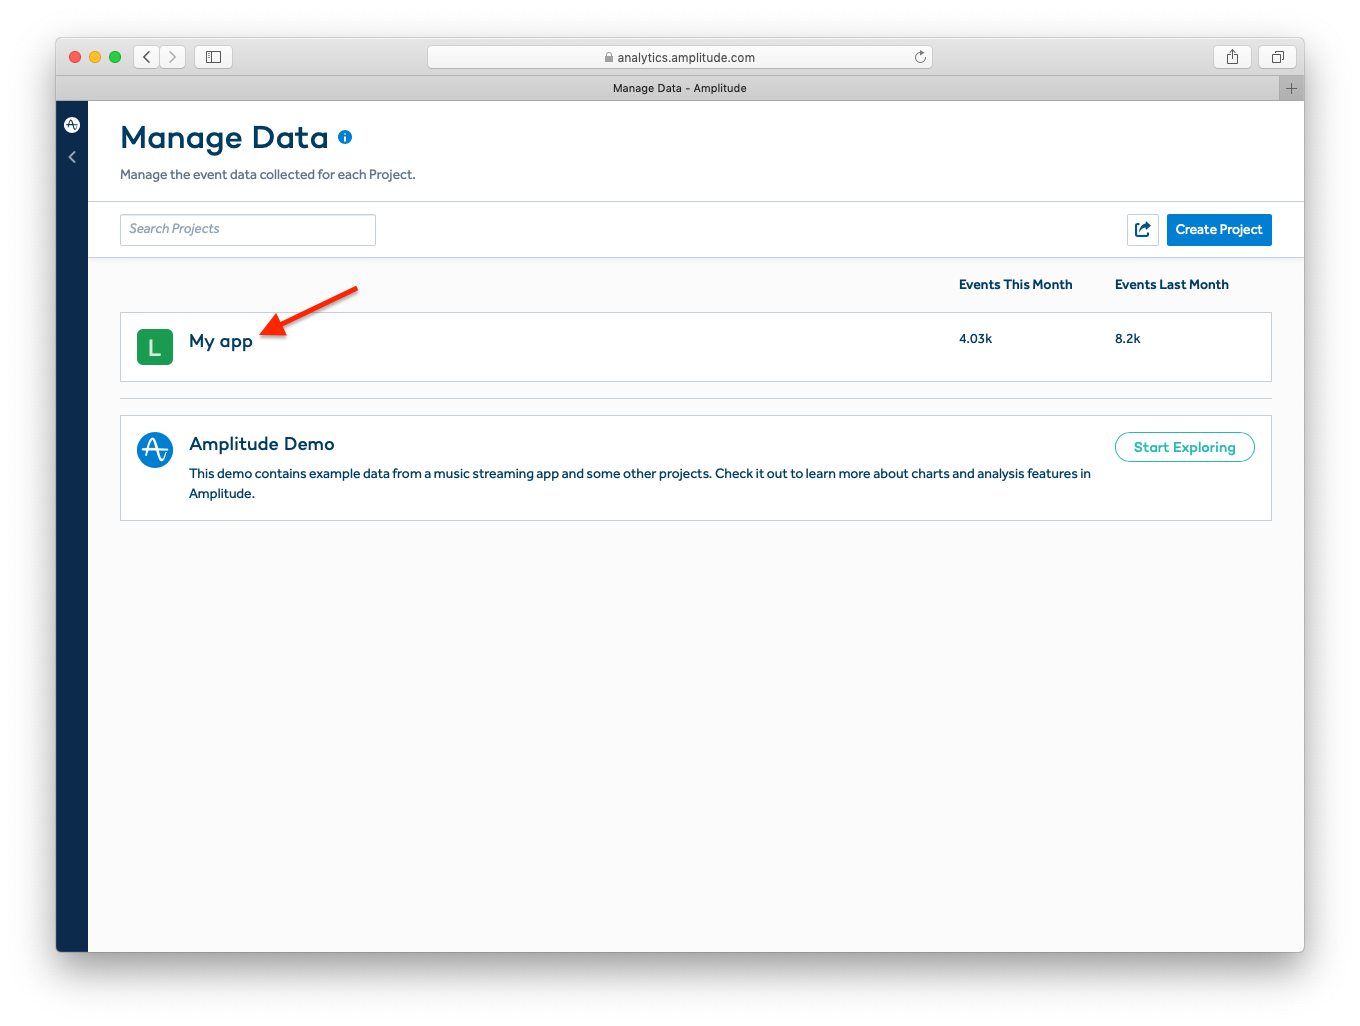 analytics.amplitude.com
Manage Data - Amplitude
Manage Data
Manage the event data collected for each Project.
Search Projects
Create Project
Events This Month
Events Last Month
L
My app
4.03k
8.2k
Amplitude Demo
Start Exploring
This demo contains example data from a music streaming app and some other projects. Check it out to learn more about charts and analysis features in
Amplitude.